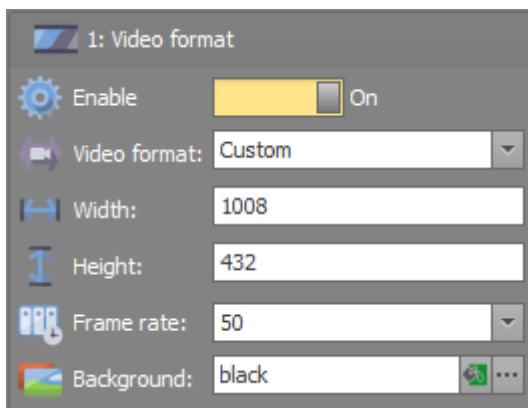 1: Video format
Enable On
Video format: Custom
Width: 1008
Height: 432
Frame rate: 50
Background: black